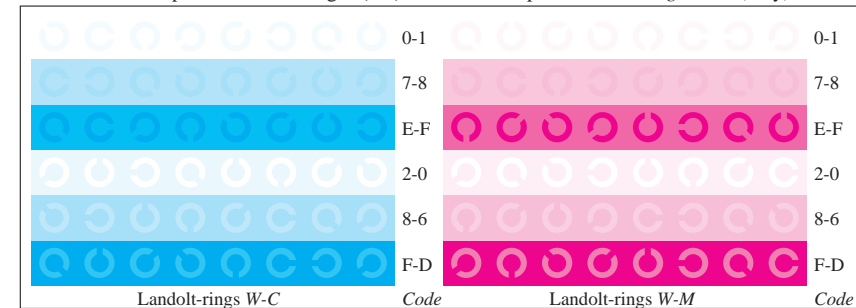 0-1 0-1
7-8 7-8
E-F E-F
2-0 2-0
8-6 8-6
F-D F-D
Landolt-rings W-C Code Landolt-rings W-M Code